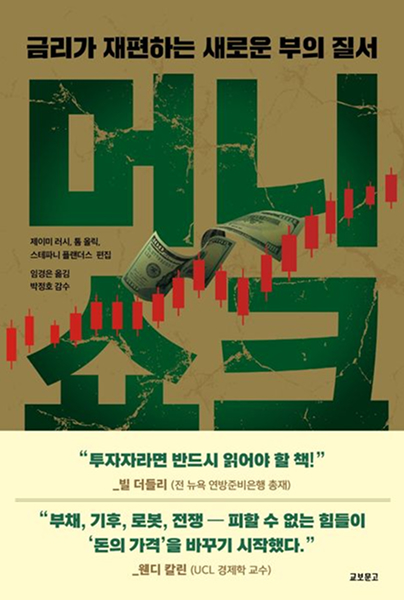 금리가 재편하는 새로운 부의 질서
머니
제이미 러시, 톰 올릭,
스테파니 플랜더스 편집
임경은 옮김
박정호 감수
쇼크
“투자자라면 반드시 읽어야 할 책!”
_빌 더들리 (전 뉴욕 연방준비은행 총재)
“부채, 기후, 로봇, 전쟁 — 피할 수 없는 힘들이
‘돈의 가격’을 바꾸기 시작했다.”
_웬디 칼린 (UCL 경제학 교수)
교보문고